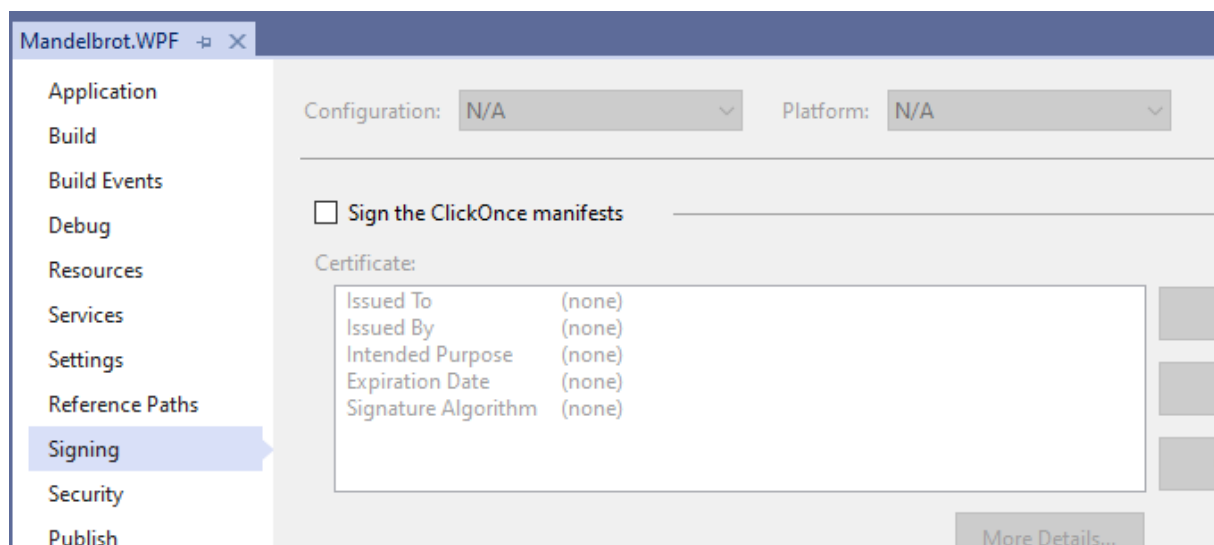 Mandelbrot.WPF
Application
Build
Build Events
Debug
Resources
Services
Settings
Reference Paths
Signing
Security
Publish
Configuration: N/A Platform: N/A
Sign the ClickOnce manifests
Certificate:
Issued To (none)
Issued By (none)
Intended Purpose (none)
Expiration Date (none)
Signature Algorithm (none)
More Details...